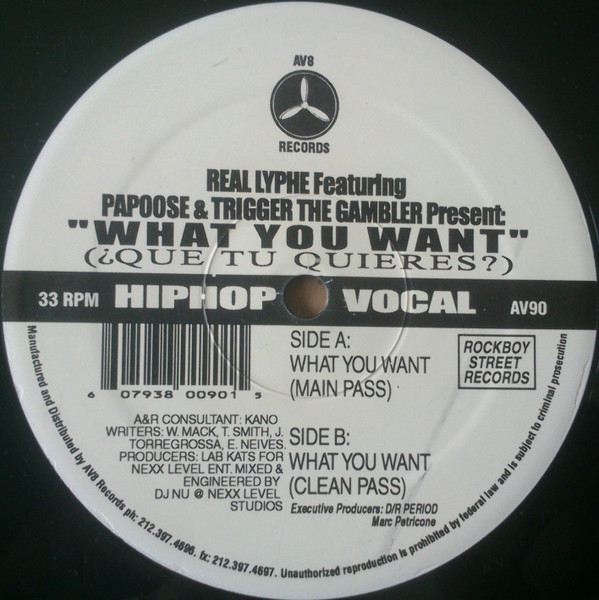 AV8
RECORDS
REAL LYPHE Featuring
PAPOOSE & TRIGGER THE GAMBLER Present:
"WHAT YOU WANT"
(¿QUE TU QUIERES?)
33 RPM HIPHOP VOCAL AV90
SIDE A:
WHAT YOU WANT
(MAIN PASS)
ROCKBOY
STREET
RECORDS
6 07938 00901 5
A&R CONSULTANT: KANO
WRITERS: W. MACK, T. SMITH, J.
TORREGROSSA, E. NEIVES.
PRODUCERS: LAB KATS FOR
NEXX LEVEL ENT. MIXED &
ENGINEERED BY
DJ NU @ NEXX LEVEL
STUDIOS
SIDE B:
WHAT YOU WANT
(CLEAN PASS)
Executive Producers: D/R PERIOD
Marc Petricone
Manufactured and Distributed by AV8 Records ph: 212.397.4696. fx: 212.397.4697. Unauthorized reproduction is prohibited by federal law and is subject to criminal prosecution